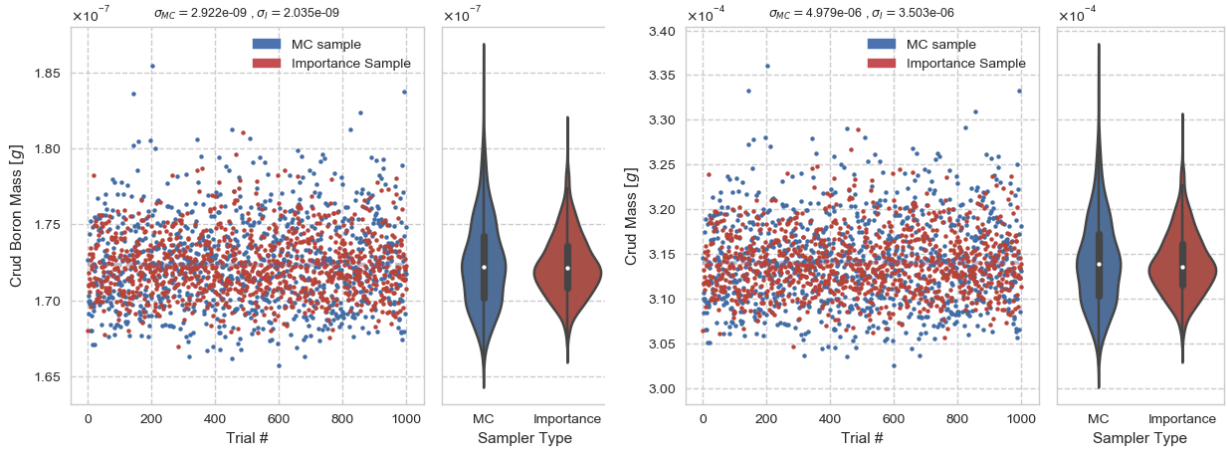 ×10⁻⁷
σ_MC = 2.922e-09 , σ_I = 2.035e-09
×10⁻⁷
MC sample
Importance Sample
Crud Boron Mass [g]
1.85
1.80
1.75
1.70
1.65
0
200
400
600
800
1000
Trial #
MC
Importance
Sampler Type
×10⁻⁴
σ_MC = 4.979e-06 , σ_I = 3.503e-06
×10⁻⁴
MC sample
Importance Sample
Crud Mass [g]
3.40
3.35
3.30
3.25
3.20
3.15
3.10
3.05
3.00
0
200
400
600
800
1000
Trial #
MC
Importance
Sampler Type